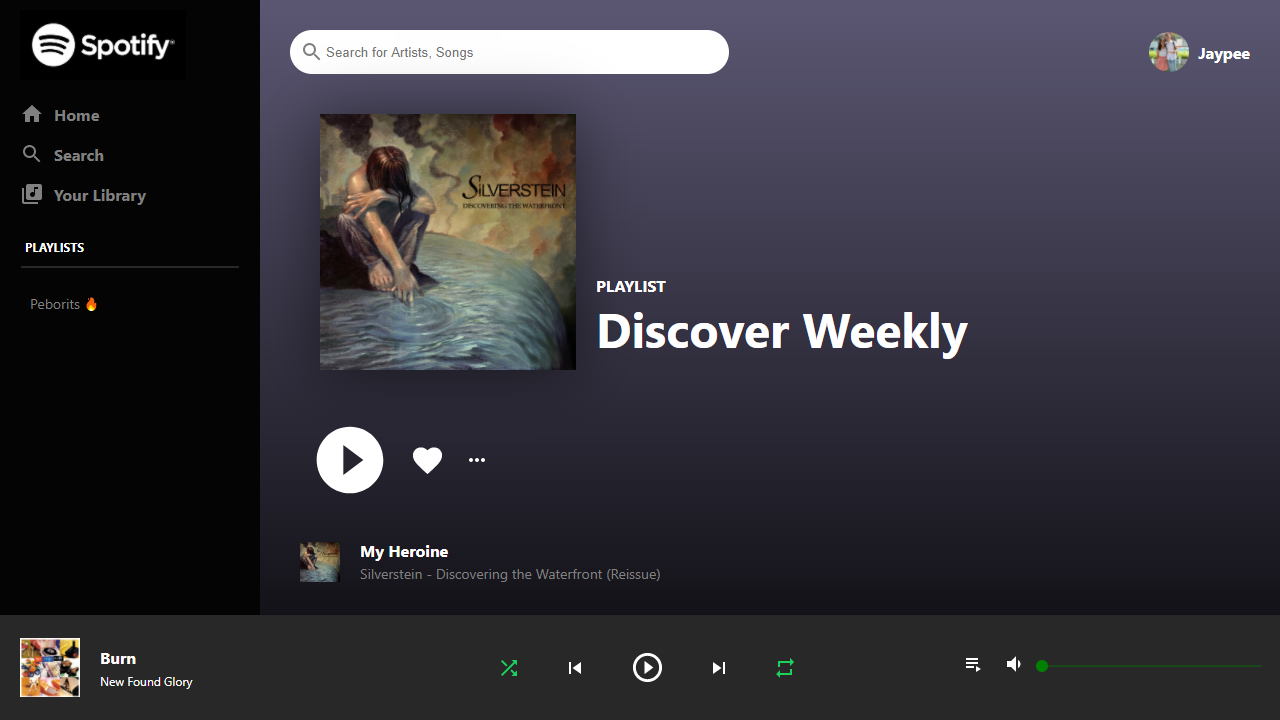 Spotify
Search for Artists, Songs
Jaypee
Home
Search
Your Library
PLAYLISTS
Peborits 🔥
SILVERSTEIN
DISCOVERING THE WATERFRONT
PLAYLIST
Discover Weekly
My Heroine
Silverstein - Discovering the Waterfront (Reissue)
Burn
New Found Glory